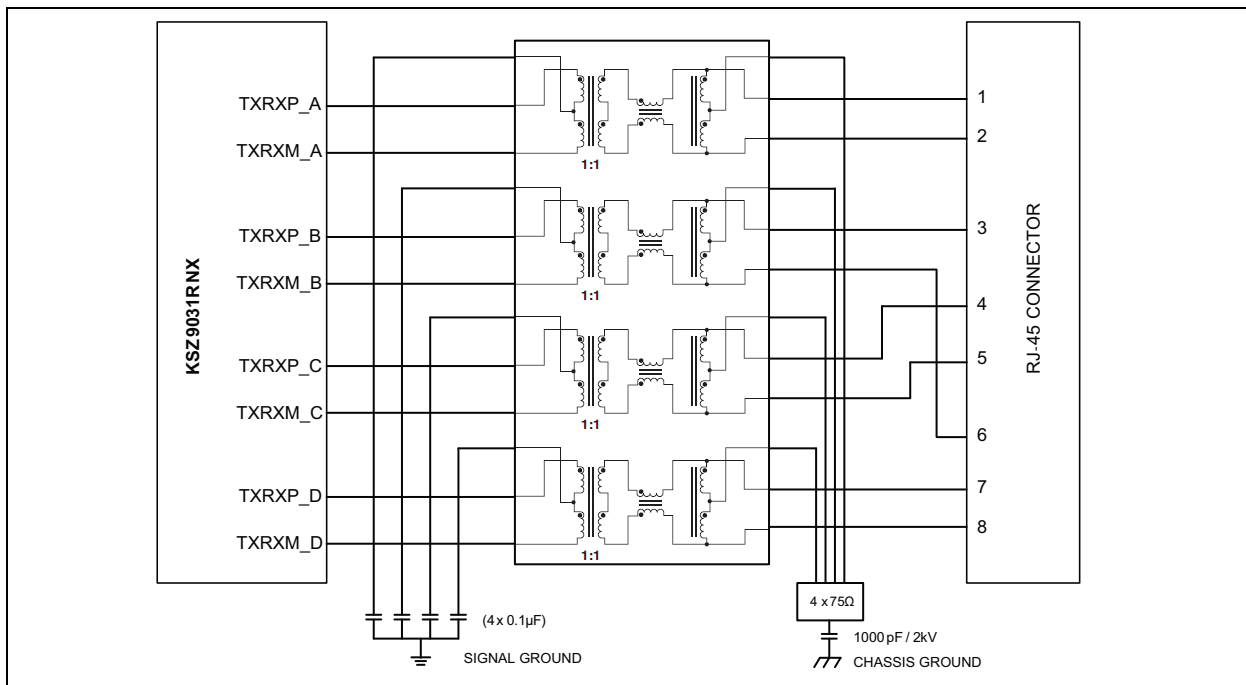 KSZ9031RNX
TXRXP_A
TXRXM_A
TXRXP_B
TXRXM_B
TXRXP_C
TXRXM_C
TXRXP_D
TXRXM_D
1:1
1:1
1:1
1:1
(4 x 0.1µF)
SIGNAL GROUND
4 x 75Ω
1000 pF / 2kV
CHASSIS GROUND
1
2
3
4
5
6
7
8
RJ-45 CONNECTOR